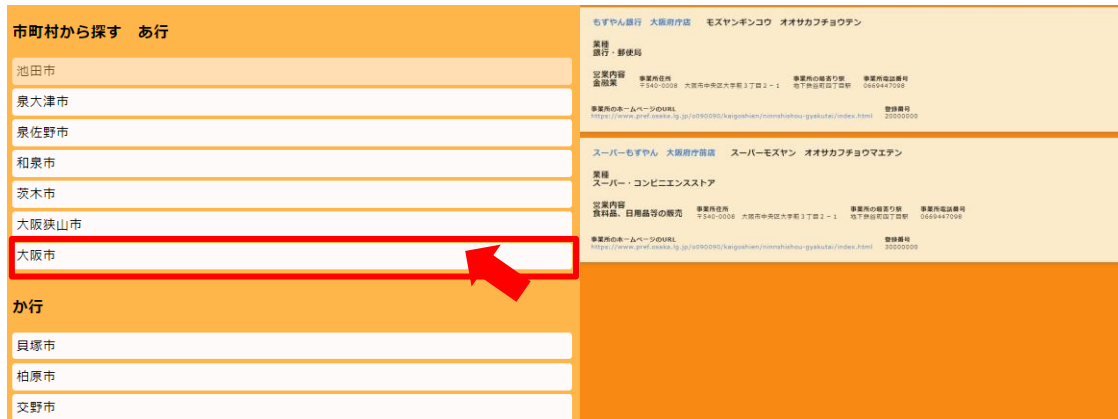 市町村から探す　あ行
池田市
泉大津市
泉佐野市
和泉市
茨木市
大阪狭山市
大阪市
か行
貝塚市
柏原市
交野市
もずやん銀行　大阪府庁店　モズヤンギンコウ　オオサカフチョウテン
業種
銀行・郵便局
営業内容
金融業
事業所住所
〒540-0008　大阪市中央区大手前3丁目2-1
事業所の最寄り駅
地下鉄谷町四丁目駅
事業所電話番号
0669447098
事業所のホームページのURL
https://www.pref.osaka.lg.jp/o090090/kaigoshien/ninnshishou-gyakutai/index.html
登録番号
20000000
スーパーもずやん　大阪府庁前店　スーパーモズヤン　オオサカフチョウマエテン
業種
スーパー・コンビニエンスストア
営業内容
食料品、日用品等の販売
事業所住所
〒540-0008　大阪市中央区大手前3丁目2-1
事業所の最寄り駅
地下鉄谷町四丁目駅
事業所電話番号
0669447098
事業所のホームページのURL
https://www.pref.osaka.lg.jp/o090090/kaigoshien/ninnshishou-gyakutai/index.html
登録番号
30000000